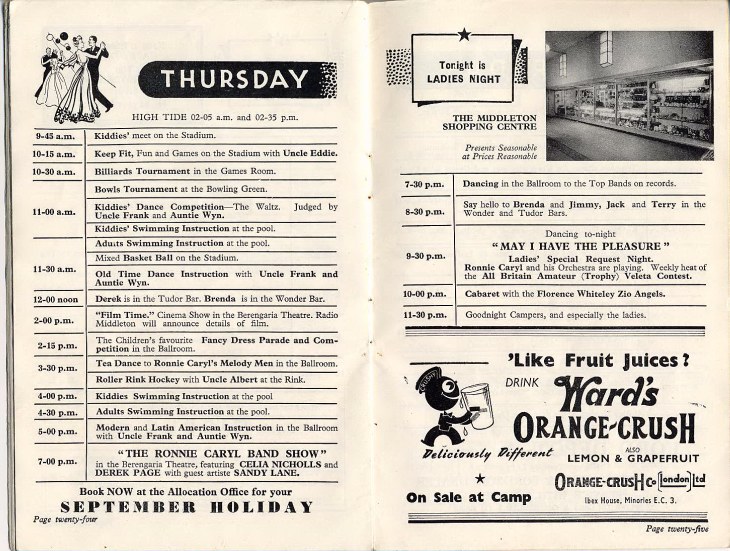 THURSDAY
HIGH TIDE 02-05 a.m. and 02-35 p.m.
9-45 a.m. Kiddies' meet on the Stadium.
10-15 a.m. Keep Fit, Fun and Games on the Stadium with Uncle Eddie.
10-30 a.m. Billiards Tournament in the Games Room.
Bowls Tournament at the Bowling Green.
11-00 a.m. Kiddies' Dance Competition—The Waltz. Judged by
Uncle Frank and Auntie Wyn.
Kiddies' Swimming Instruction at the pool.
Adults Swimming Instruction at the pool.
Mixed Basket Ball on the Stadium.
11-30 a.m. Old Time Dance Instruction with Uncle Frank and
Auntie Wyn.
12-00 noon Derek is in the Tudor Bar. Brenda is in the Wonder Bar.
2-00 p.m. "Film Time." Cinema Show in the Berengaria Theatre. Radio
Middleton will announce details of film.
2-15 p.m. The Children's favourite Fancy Dress Parade and Com-
petition in the Ballroom.
3-30 p.m. Tea Dance to Ronnie Caryl's Melody Men in the Ballroom.
Roller Rink Hockey with Uncle Albert at the Rink.
4-00 p.m. Kiddies Swimming Instruction at the pool
4-30 p.m. Adults Swimming Instruction at the pool.
5-00 p.m. Modern and Latin American Instruction in the Ballroom
with Uncle Frank and Auntie Wyn.
7-00 p.m. "THE RONNIE CARYL BAND SHOW"
in the Berengaria Theatre, featuring CELIA NICHOLLS and
DEREK PAGE with guest artiste SANDY LANE.
Book NOW at the Allocation Office for your
SEPTEMBER HOLIDAY
Page twenty-four
Tonight is
LADIES NIGHT
THE MIDDLETON
SHOPPING CENTRE
Presents Seasonable
at Prices Reasonable
7-30 p.m. Dancing in the Ballroom to the Top Bands on records.
8-30 p.m. Say hello to Brenda and Jimmy, Jack and Terry in the
Wonder and Tudor Bars.
9-30 p.m. Dancing to-night
"MAY I HAVE THE PLEASURE"
Ladies' Special Request Night.
Ronnie Caryl and his Orchestra are playing. Weekly heat of
the All Britain Amateur (Trophy) Veleta Contest.
10-00 p.m. Cabaret with the Florence Whiteley Zio Angels.
11-30 p.m. Goodnight Campers, and especially the ladies.
'Like Fruit Juices?
DRINK Ward's
ORANGE-CRUSH
Deliciously Different
ALSO
LEMON & GRAPEFRUIT
On Sale at Camp
ORANGE-CRUSH Co (London) Ltd
Ibex House, Minories E.C. 3.
Page twenty-five